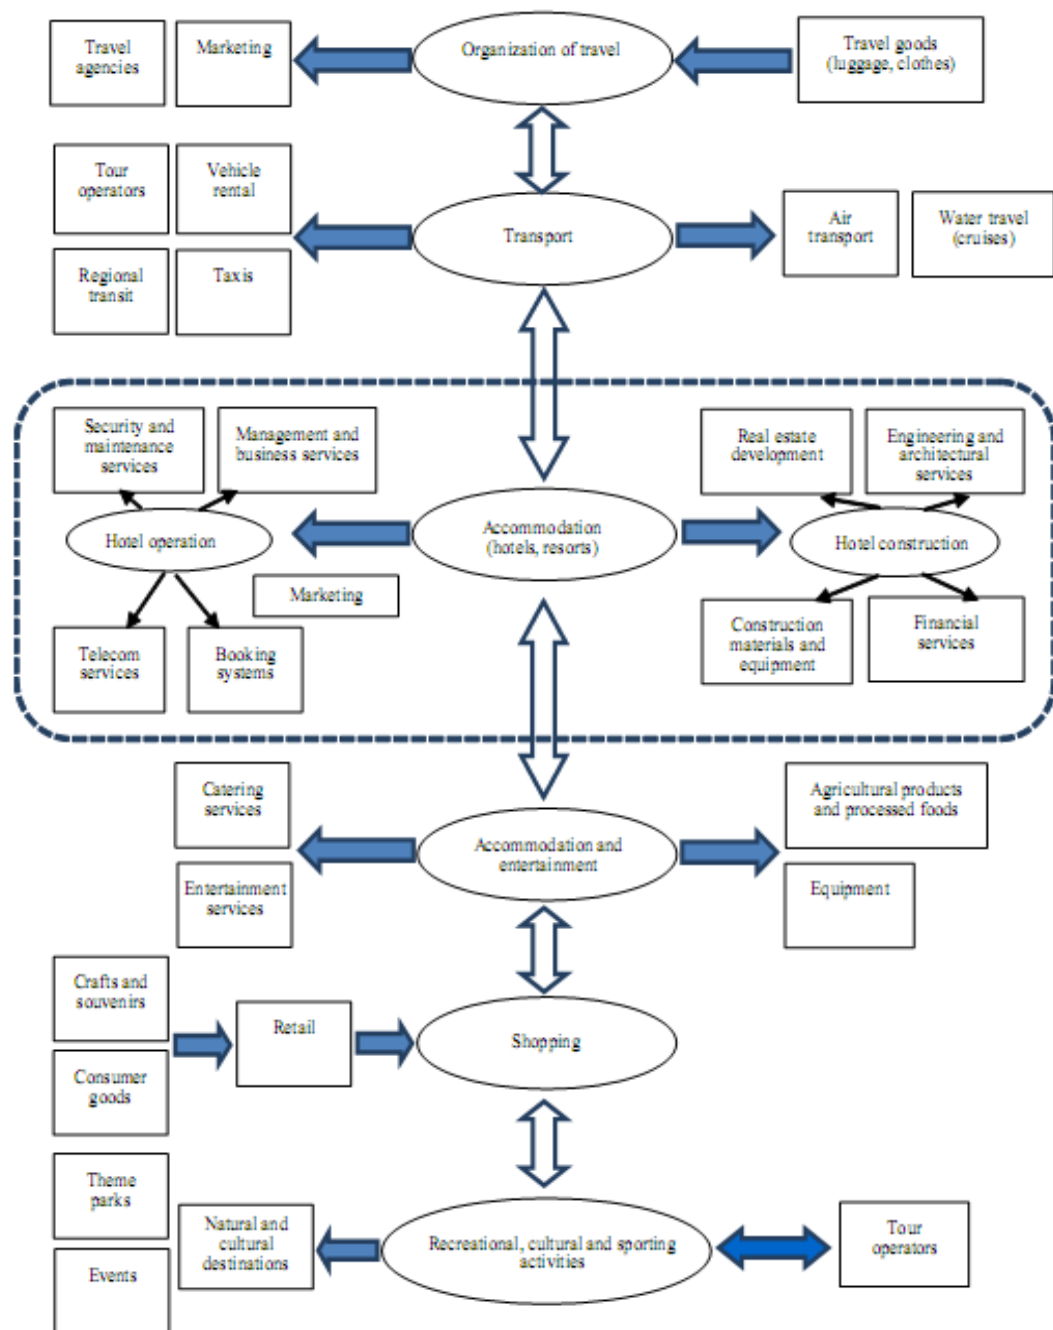 Travel
agencies
Marketing
Organization of travel
Travel goods
(luggage, clothes)
Tour
operators
Vehicle
rental
Transport
Air
transport
Water travel
(cruises)
Regional
transit
Taxis
Security and
maintenance
services
Management and
business services
Real estate
development
Engineering and
architectural
services
Hotel operation
Accommodation
(hotels, resorts)
Hotel construction
Marketing
Telecom
services
Booking
systems
Construction
materials and
equipment
Financial
services
Catering
services
Accommodation and
entertainment
Agricultural products
and processed foods
Entertainment
services
Equipment
Crafts and
souvenirs
Retail
Shopping
Consumer
goods
Theme
parks
Natural and
cultural
destinations
Recreational, cultural and sporting
activities
Tour
operators
Events